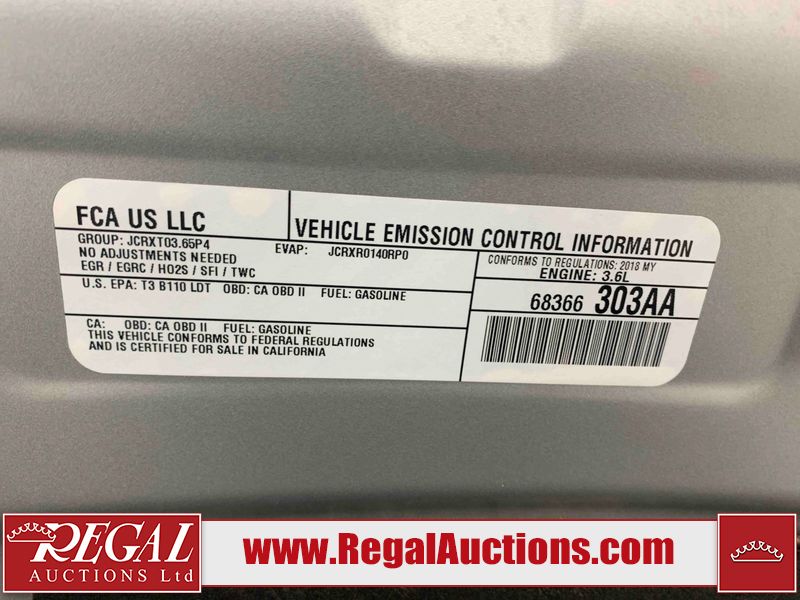 FCA US LLC
VEHICLE EMISSION CONTROL INFORMATION
GROUP: JCRXT03.65P4 EVAP: JCRXR0140RP0
NO ADJUSTMENTS NEEDED
EGR / EGRC / HO2S / SFI / TWC
CONFORMS TO REGULATIONS: 2018 MY
ENGINE: 3.6L
U.S. EPA: T3 B110 LDT OBD: CA OBD II FUEL: GASOLINE
68366 303AA
CA: OBD: CA OBD II FUEL: GASOLINE
THIS VEHICLE CONFORMS TO FEDERAL REGULATIONS
AND IS CERTIFIED FOR SALE IN CALIFORNIA
REGAL
AUCTIONS Ltd
www.RegalAuctions.com